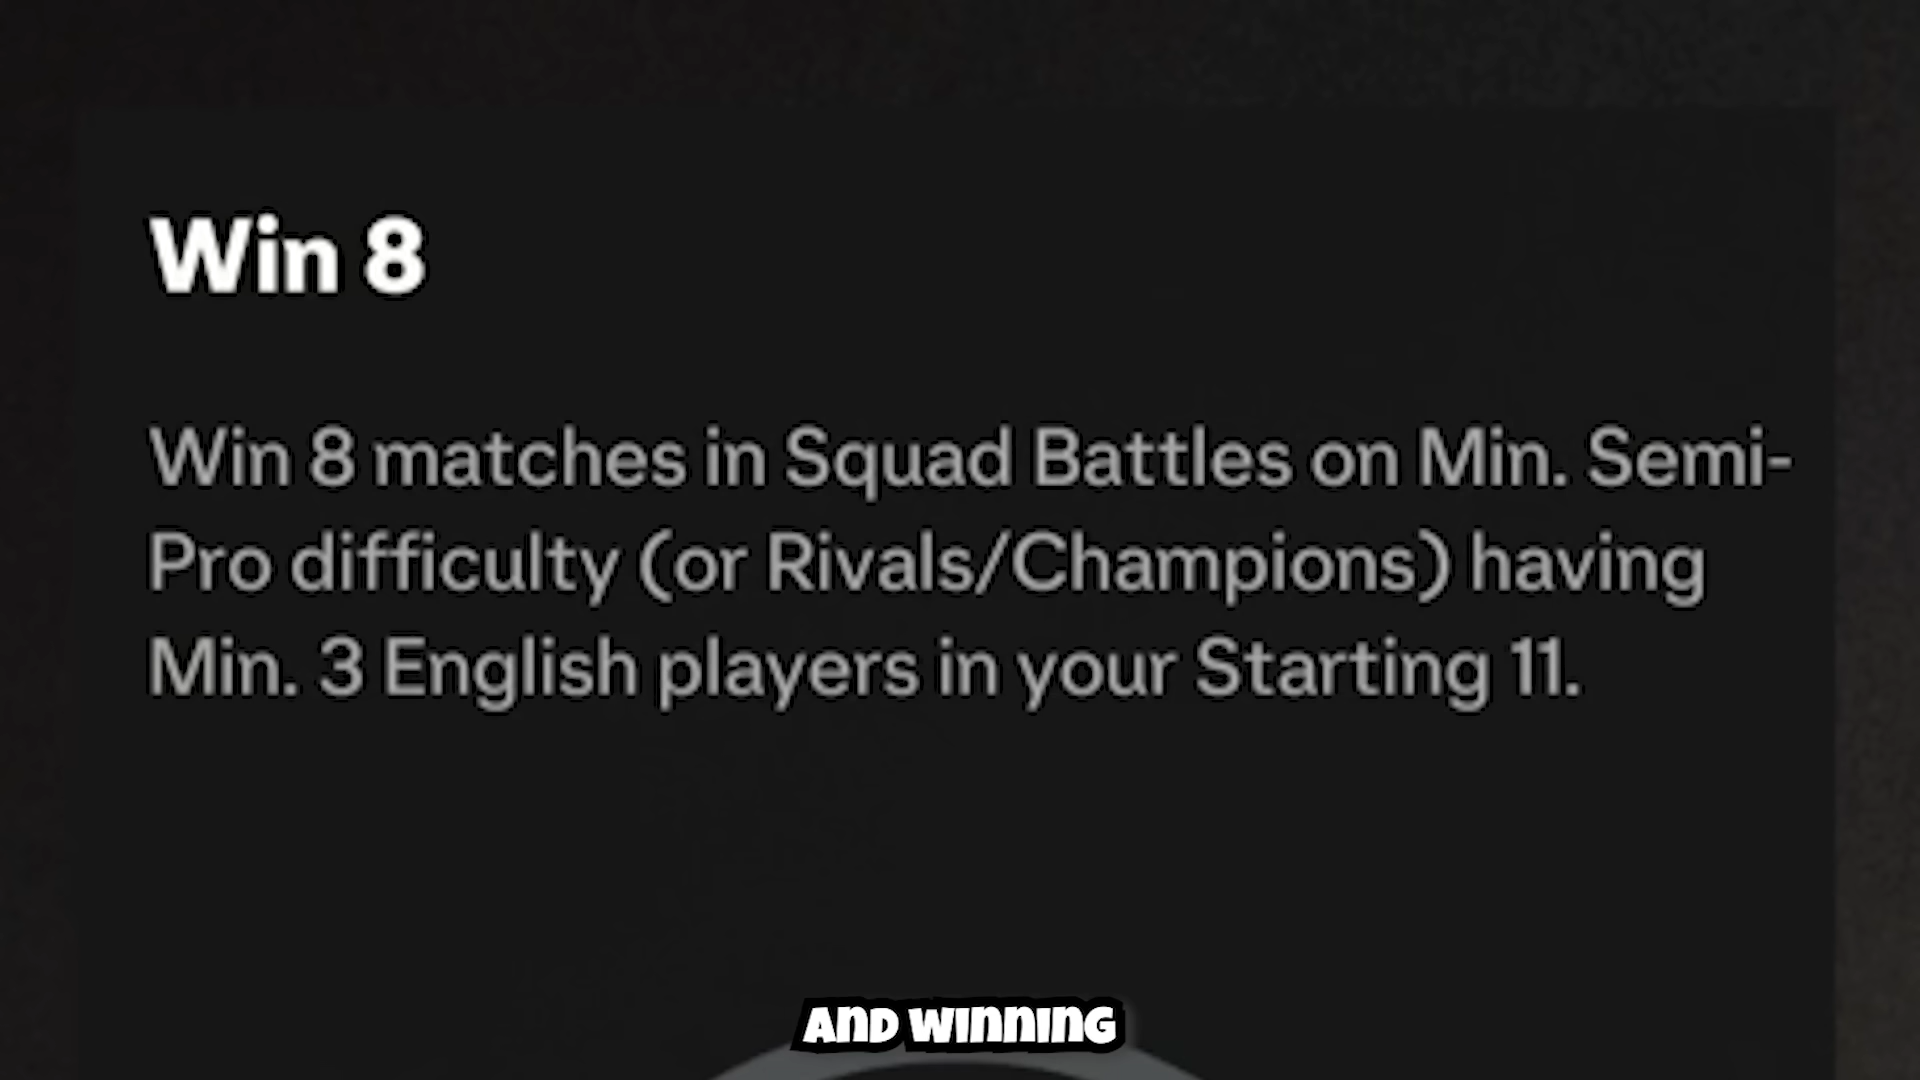 Win 8
Win 8 matches in Squad Battles on Min. Semi-
Pro difficulty (or Rivals/Champions) having
Min. 3 English players in your Starting 11.
AND WINNING